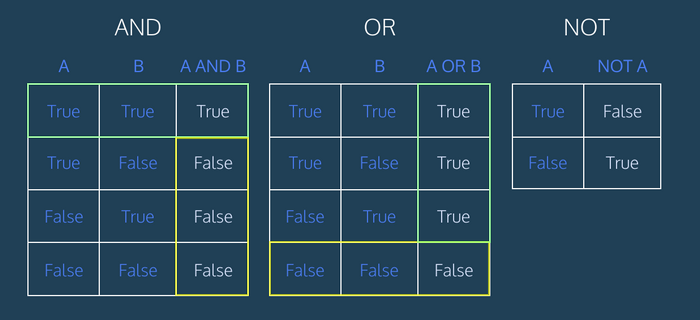 AND OR NOT
A B A AND B A B A OR B A NOT A
True True True True True True True False
True False False True False True False True
False True False False True True
False False False False False False